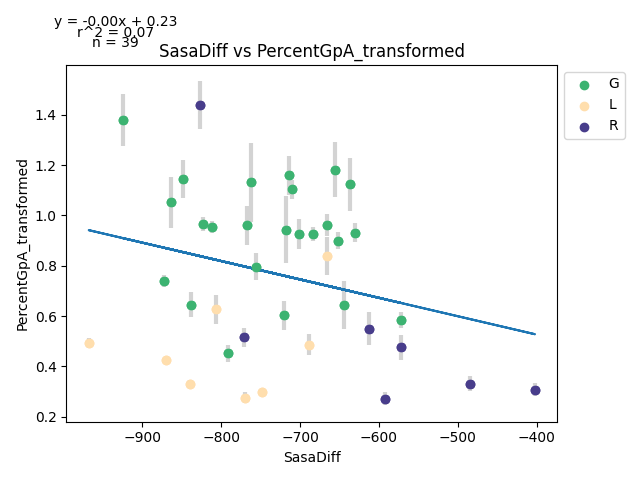 y = -0.00x + 0.23
r^2 = 0.07
n = 39
SasaDiff vs PercentGpA_transformed
G
L
R
PercentGpA_transformed
1.4
1.2
1.0
0.8
0.6
0.4
0.2
−900
−800
−700
−600
−500
−400
SasaDiff